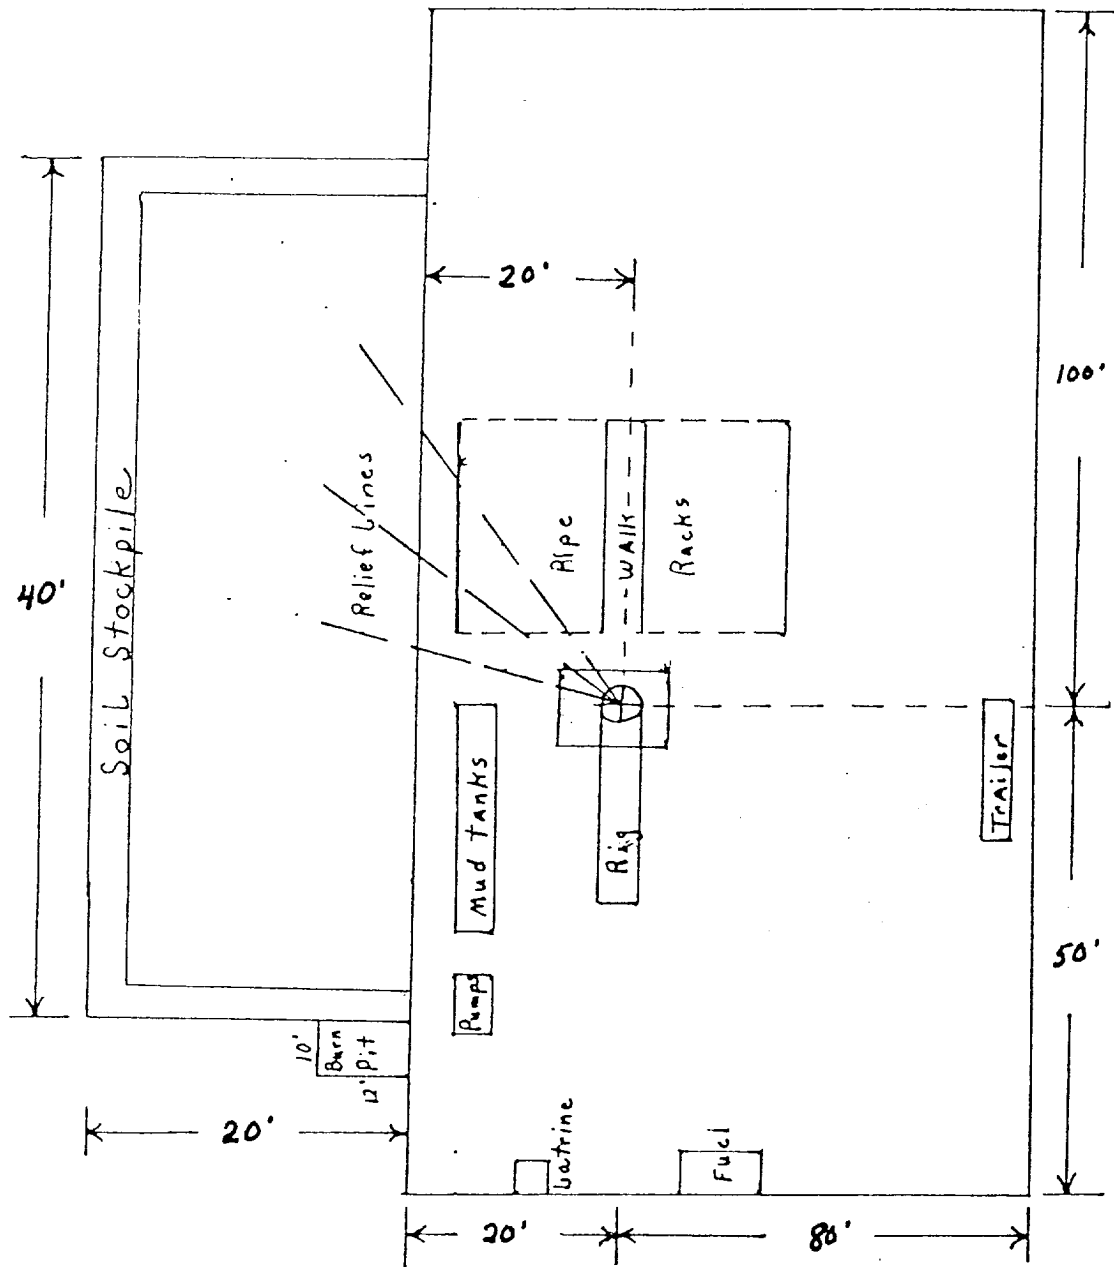 20'
100'
Relief Lines
Pipe
WAlk
RAcks
40'
Soil Stockpile
Mud tAnks
Rig
TrAiler
50'
Pumps
10'
Burn
Pit
12'
20'
Latrine
Fuel
20'
80'